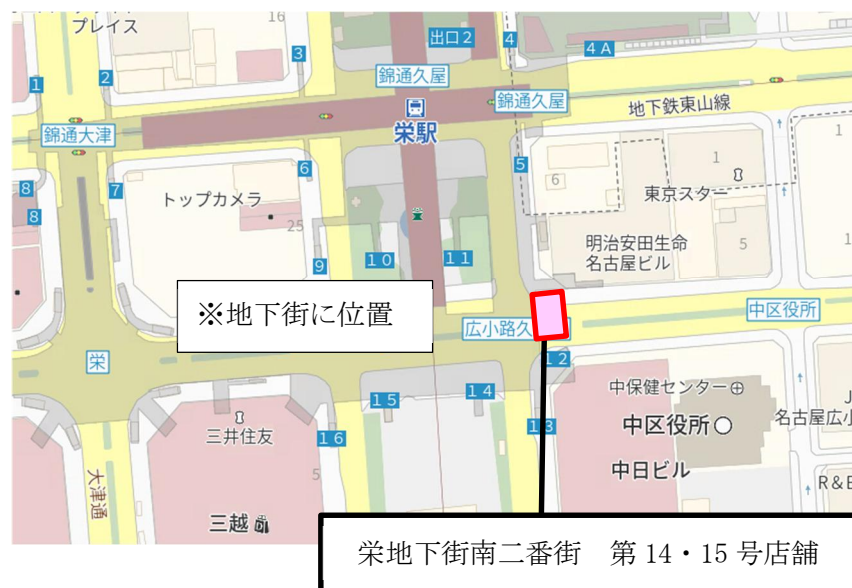 プレイス
16
出口2
4
4A
3
2
1
錦通久屋
錦通久屋
地下鉄東山線
錦通大津
栄駅
1
1
5
6
6
東京スター
8
7
トップカメラ
8
25
明治安田生命
名古屋ビル
5
10
11
9
※地下街に位置
中区役所
広小路久
栄
12
中保健センター
15
14
中区役所
名古屋広小
三井住友
16
13
中日ビル
5
大津通
R&B
三越
栄地下街南二番街 第14・15号店舗